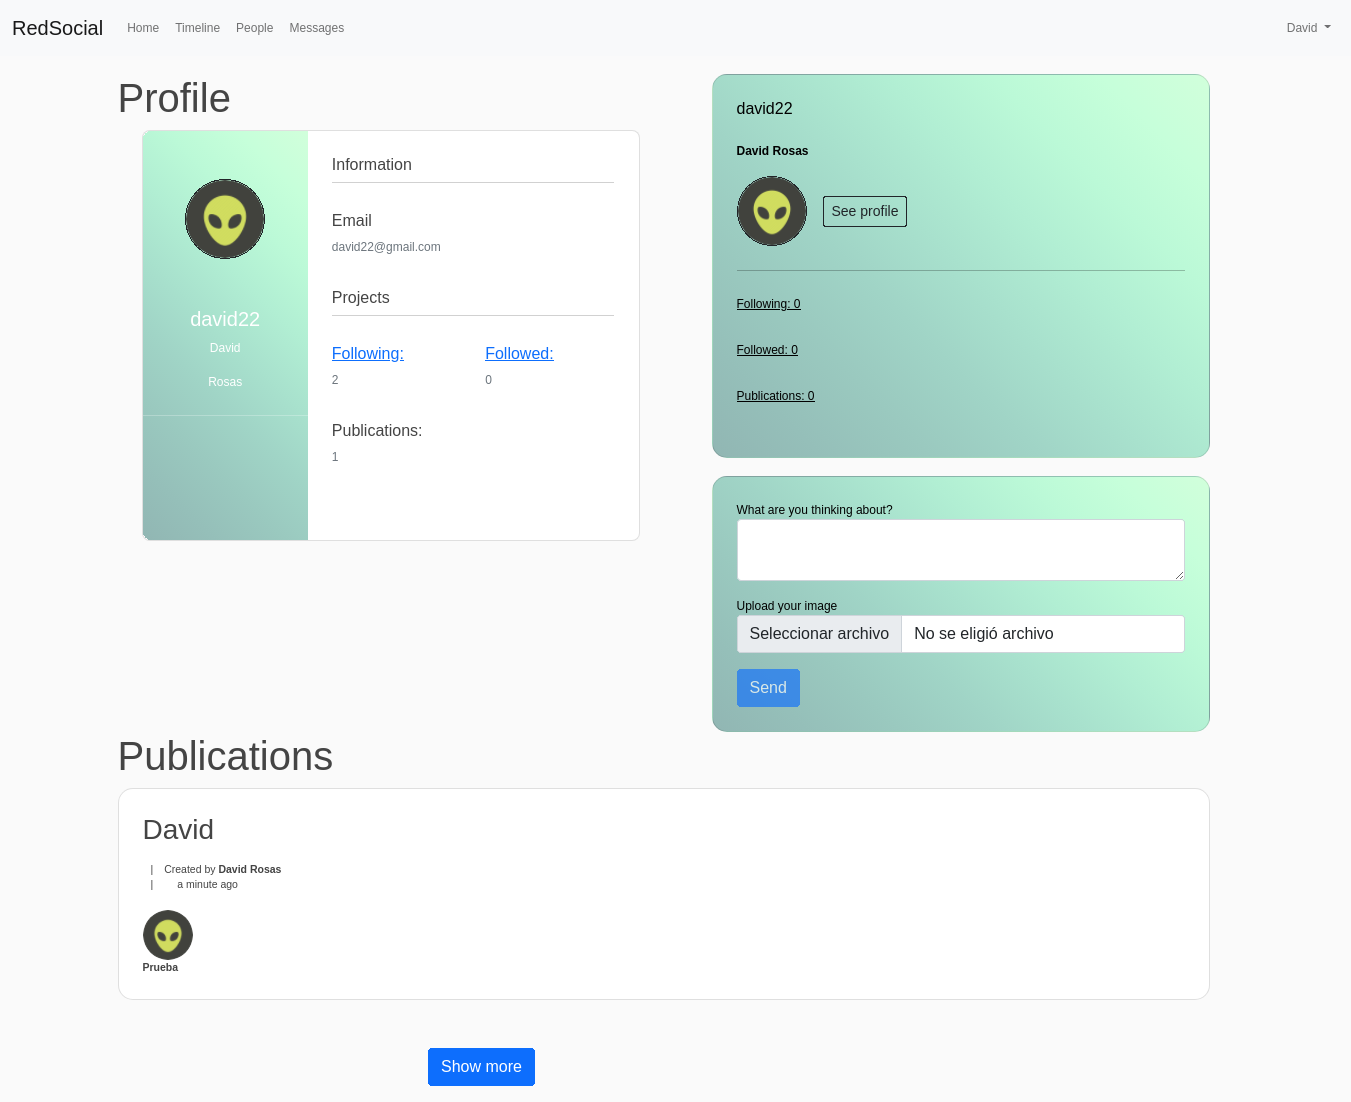 RedSocial
Home
Timeline
People
Messages
David
Profile
david22
David
Rosas
Information
Email
david22@gmail.com
Projects
Following:
Followed:
2
0
Publications:
1
david22
David Rosas
See profile
Following: 0
Followed: 0
Publications: 0
What are you thinking about?
Upload your image
Seleccionar archivo
No se eligió archivo
Send
Publications
David
| Created by David Rosas
| a minute ago
Prueba
Show more